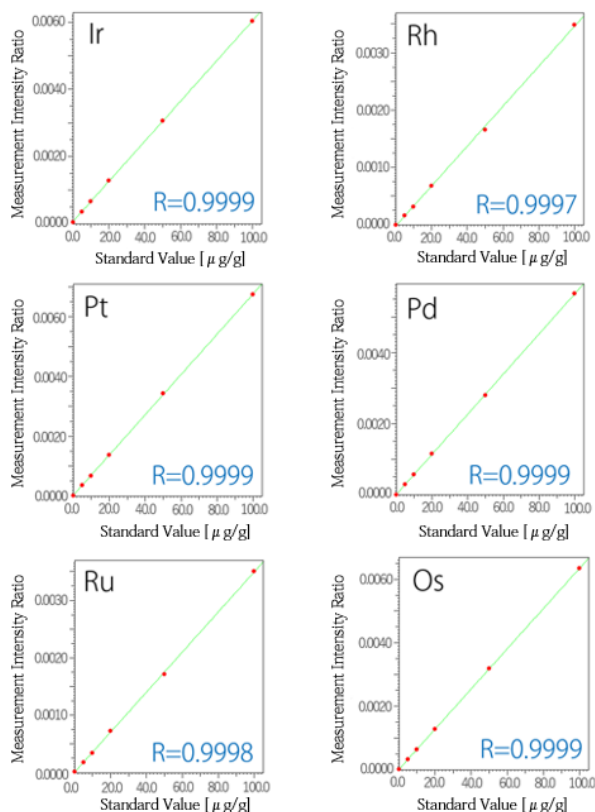 Measurement Intensity Ratio
0.0060
0.0040
0.0020
0.0000
Ir
R=0.9999
0.0 20.0 40.0 60.0 80.0 100.0
Standard Value [ μ g/g]
Measurement Intensity Ratio
0.0030
0.0020
0.0010
0.0000
Rh
R=0.9997
0.0 20.0 40.0 60.0 80.0 100.0
Standard Value [ μ g/g]
Measurement Intensity Ratio
0.0060
0.0040
0.0020
0.0000
Pt
R=0.9999
0.0 20.0 40.0 60.0 80.0 100.0
Standard Value [ μ g/g]
Measurement Intensity Ratio
0.0040
0.0020
0.0000
Pd
R=0.9999
0.0 20.0 40.0 60.0 80.0 100.0
Standard Value [ μ g/g]
Measurement Intensity Ratio
0.0030
0.0020
0.0010
0.0000
Ru
R=0.9998
0.0 20.0 40.0 60.0 80.0 100.0
Standard Value [ μ g/g]
Measurement Intensity Ratio
0.0060
0.0040
0.0020
0.0000
Os
R=0.9999
0.0 20.0 40.0 60.0 80.0 100.0
Standard Value [ μ g/g]